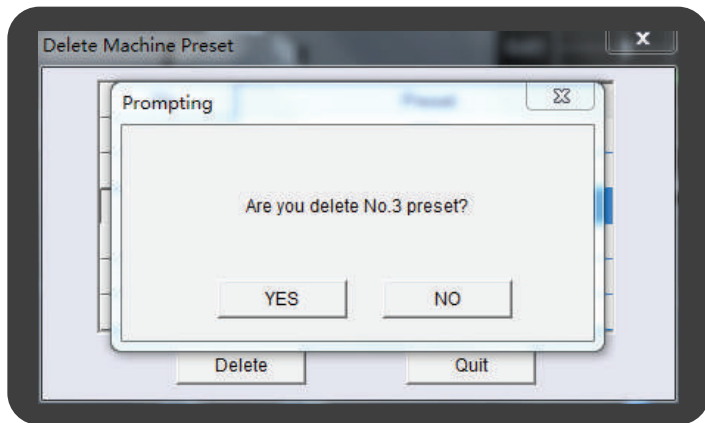 Delete Machine Preset
x
Prompting
Preset
Are you delete No.3 preset?
YES
NO
Delete
Quit